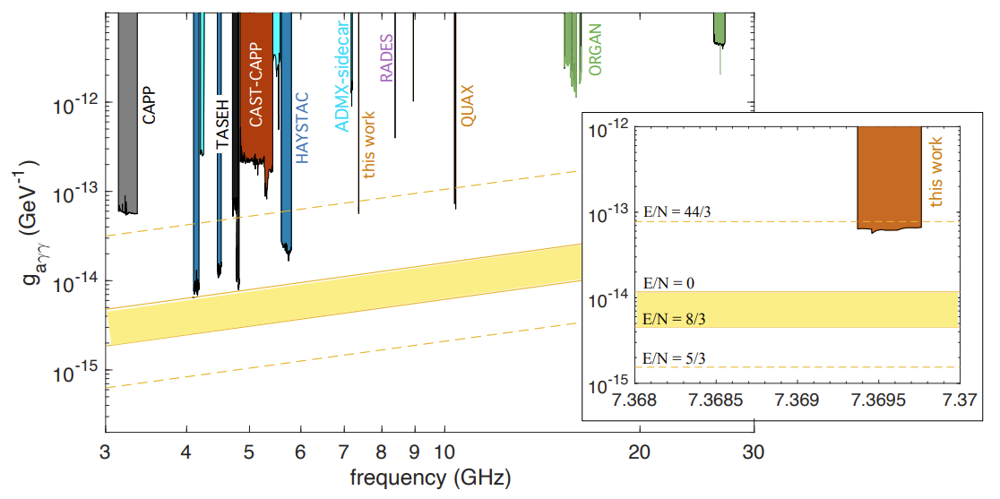 g_{aγγ} (GeV^{-1})
10^{-12}
10^{-13}
10^{-14}
10^{-15}
CAPP
TASEH
CAST-CAPP
HAYSTAC
ADMX-sidecar
this work
RADES
QUAX
ORGAN
3 4 5 6 7 8 9 10 20 30
frequency (GHz)
10^{-12}
10^{-13}
10^{-14}
10^{-15}
E/N = 44/3
E/N = 0
E/N = 8/3
E/N = 5/3
this work
7.368 7.3685 7.369 7.3695 7.37